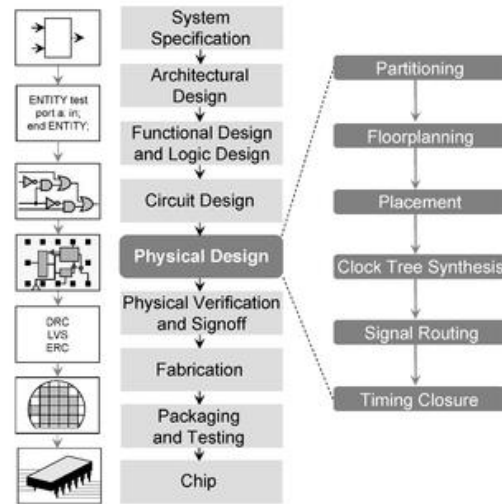 ENTITY test
port a: in;
end ENTITY;
DRC
LVS
ERC
System
Specification
Architectural
Design
Functional Design
and Logic Design
Circuit Design
Physical Design
Physical Verification
and Signoff
Fabrication
Packaging
and Testing
Chip
Partitioning
Floorplanning
Placement
Clock Tree Synthesis
Signal Routing
Timing Closure